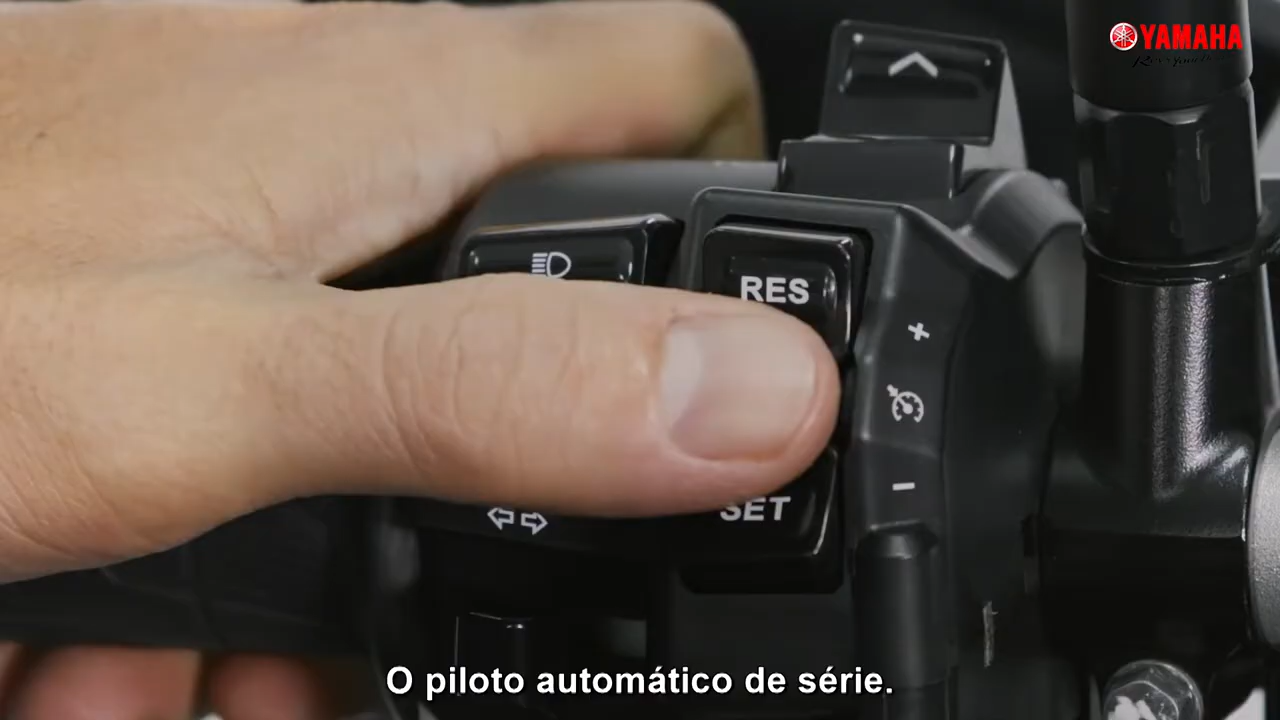 YAMAHA
RES
+
-
SET
O piloto automático de série.